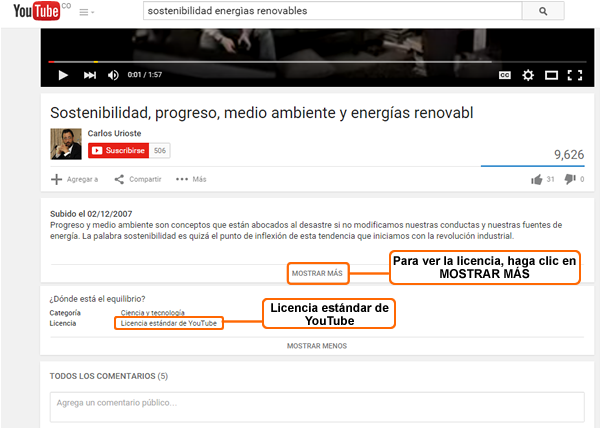 YouTube CO
sostenibilidad energias renovables
0:01 / 1:57
CC
Sostenibilidad, progreso, medio ambiente y energías renovabl
Carlos Urioste
Suscribirse 506
9,626
Agregar a Compartir Más 31 0
Subido el 02/12/2007
Progreso y medio ambiente son conceptos que están abocados al desastre si no modificamos nuestras conductas y nuestras fuentes de
energía. La palabra sostenibilidad es quizá el punto de inflexión de esta tendencia que iniciamos con la revolución industrial.
MOSTRAR MÁS
Para ver la licencia, haga clic en
MOSTRAR MÁS
¿Dónde está el equilibrio?
Categoría Ciencia y tecnología
Licencia Licencia estándar de YouTube
Licencia estándar de
YouTube
MOSTRAR MENOS
TODOS LOS COMENTARIOS (5)
Agrega un comentario público...